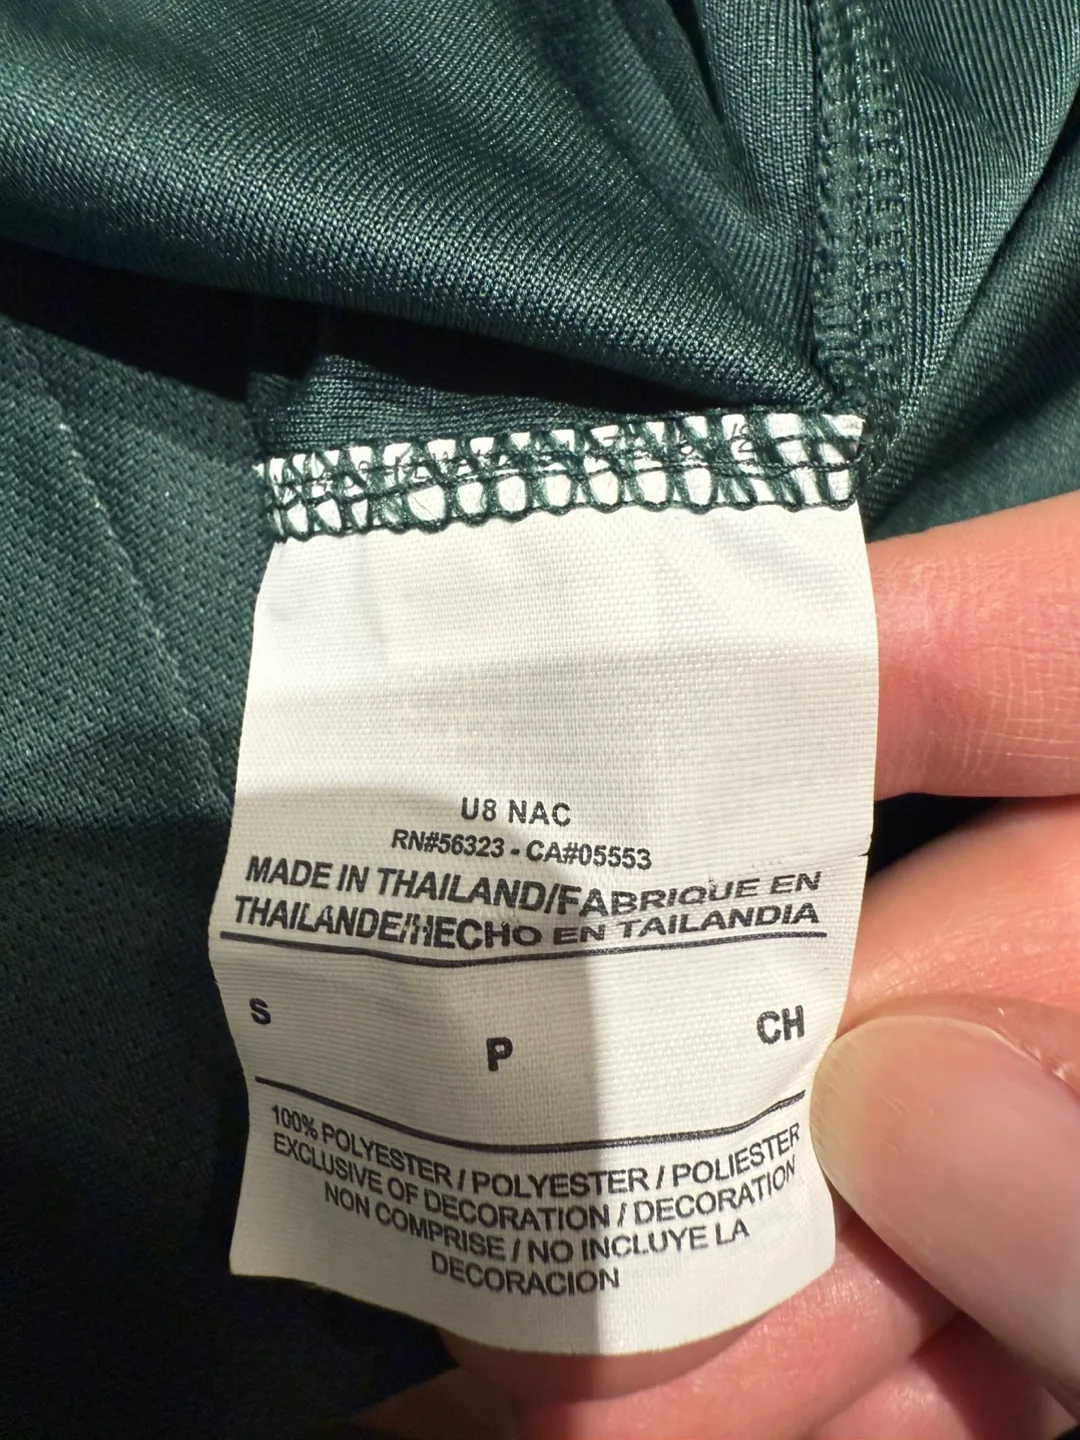 U8 NAC
RN#56323 - CA#05553
MADE IN THAILAND/FABRIQUE EN
THAILANDE/HECHO EN TAILANDIA
S P CH
100% POLYESTER / POLYESTER / POLIESTER
EXCLUSIVE OF DECORATION / DECORATION
NON COMPRISE / NO INCLUYE LA
DECORACION